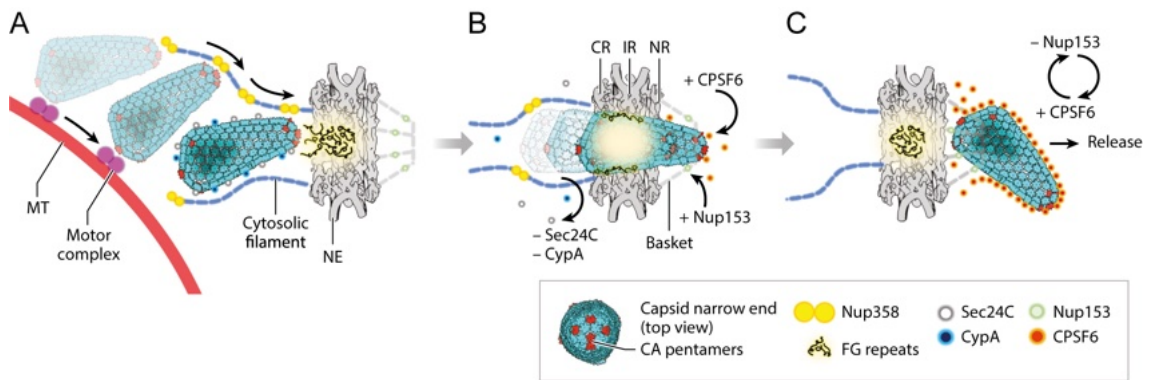 A
MT
Motor
complex
Cytosolic
filament
NE
B
CR IR NR
+ CPSF6
– Sec24C
– CypA
+ Nup153
Basket
C
– Nup153
+ CPSF6
Release
Capsid narrow end
(top view)
CA pentamers
Nup358
FG repeats
Sec24C
CypA
Nup153
CPSF6